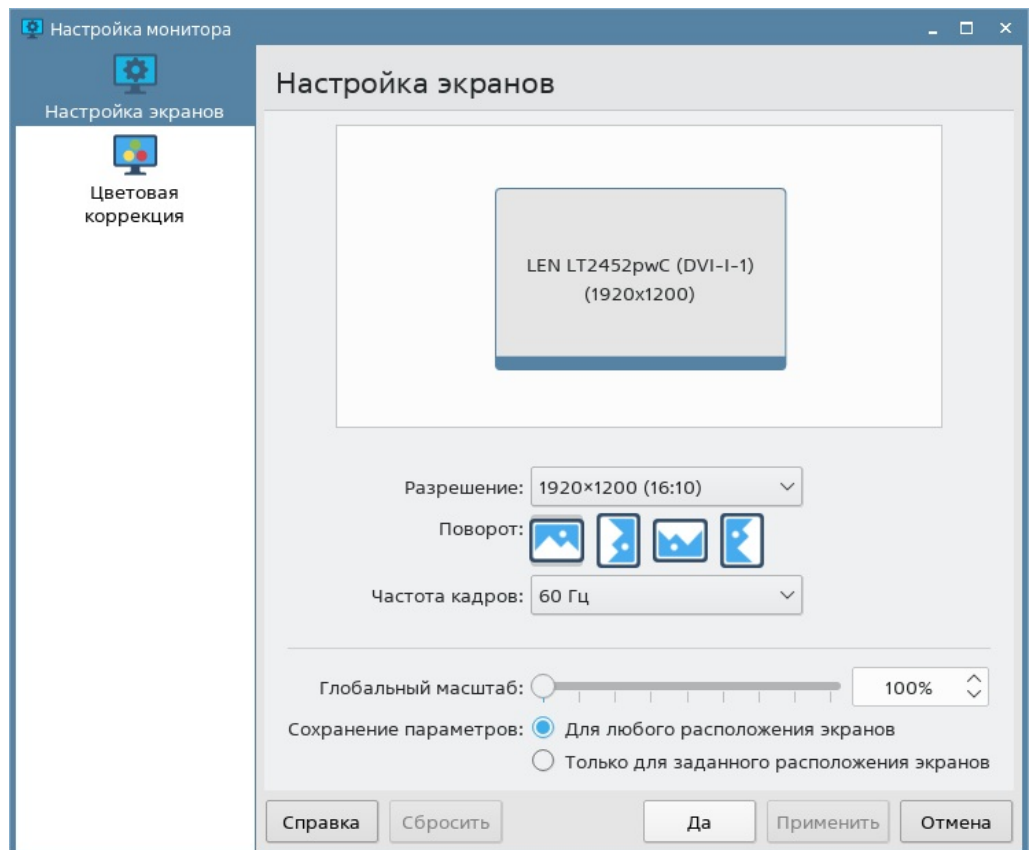 Настройка монитора
Настройка экранов
Цветовая
коррекция
Настройка экранов
LEN LT2452pwC (DVI-I-1)
(1920x1200)
Разрешение: 1920×1200 (16:10)
Поворот:
Частота кадров: 60 Гц
Глобальный масштаб: 100%
Сохранение параметров: Для любого расположения экранов
Только для заданного расположения экранов
Справка Сбросить Да Применить Отмена